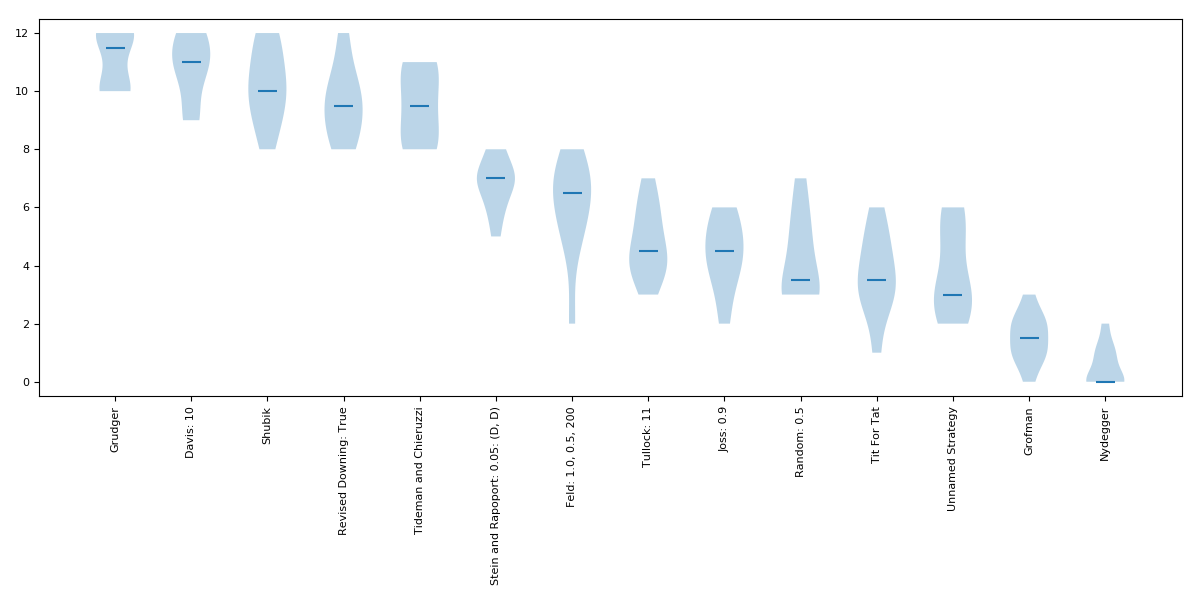 12
10
8
6
4
2
0
Grudger
Davis: 10
Shubik
Revised Downing: True
Tideman and Chieruzzi
Stein and Rapoport: 0.05: (D, D)
Feld: 1.0, 0.5, 200
Tullock: 11
Joss: 0.9
Random: 0.5
Tit For Tat
Unnamed Strategy
Grofman
Nydegger